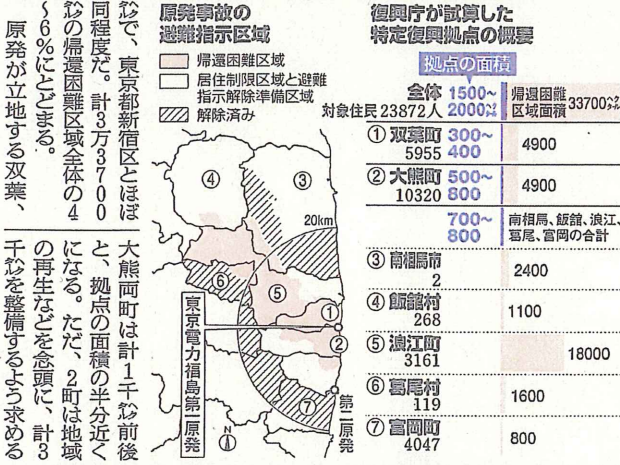 原発事故の
避難指示区域
帰還困難区域
居住制限区域と避難
指示解除準備区域
解除済み
④
③
20km
⑥
⑤
①
②
⑦
東京電力福島第一原発
第二原発
N
復興庁が試算した
特定復興拠点の概要
拠点の面積
全体 1500~ 帰還困難 33700㌶
対象住民23872人 2000㌶ 区域面積
①双葉町 300~ 4900
5955 400
②大熊町 500~ 4900
10320 800
700~ 南相馬、飯舘、浪江、
800 葛尾、富岡の合計
③南相馬市 2400
2
④飯舘村 1100
268
⑤浪江町 18000
3161
⑥葛尾村 1600
119
⑦富岡町 800
4047
㌶で、東京都新宿区とほぼ
同程度だ。計3万3700
㌶の帰還困難区域全体の4
~6%にとどまる。
原発が立地する双葉、
大熊両町は計1千㌶前後
と、拠点の面積の半分近く
になる。ただ、2町は地域
の再生などを念頭に、計3
千㌶を整備するよう求める